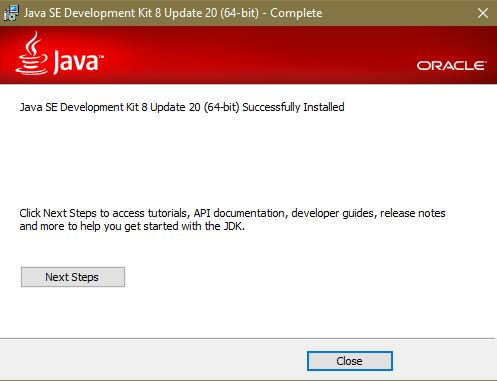 Java SE Development Kit 8 Update 20 (64-bit) - Complete
Java™
ORACLE
Java SE Development Kit 8 Update 20 (64-bit) Successfully Installed
Click Next Steps to access tutorials, API documentation, developer guides, release notes
and more to help you get started with the JDK.
Next Steps
Close